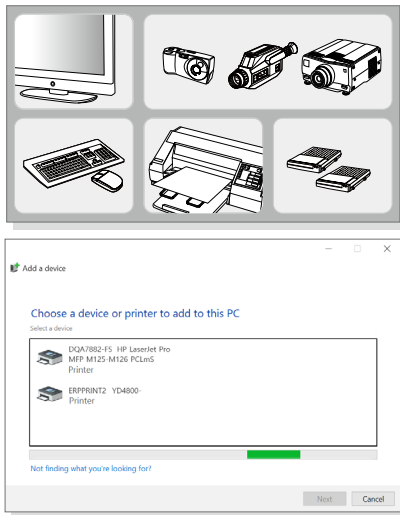 Add a device
Choose a device or printer to add to this PC
Select a device
DQA7882-FS HP LaserJet Pro
MFP M125-M126 PCLmS
Printer
ERPPRINT2 YD4800-
Printer
Not finding what you're looking for?
Next Cancel